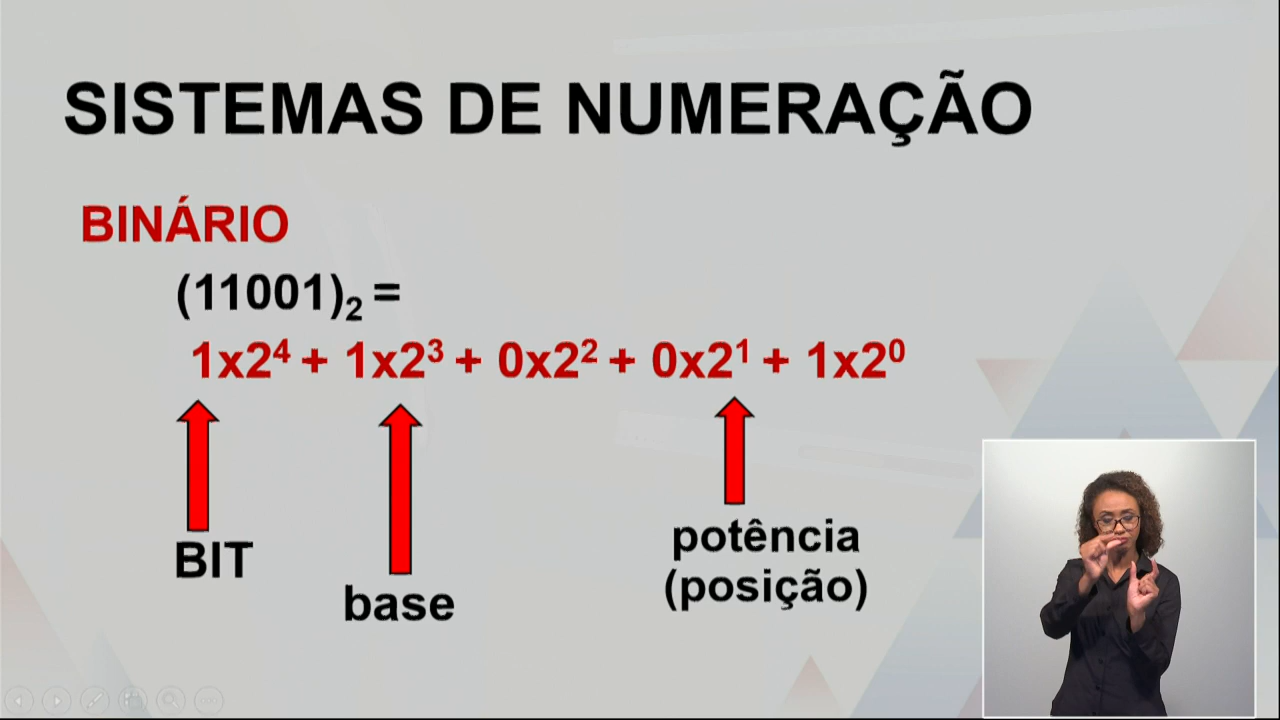 SISTEMAS DE NUMERAÇÃO
BINÁRIO
(11001)₂ =
1x2⁴ + 1x2³ + 0x2² + 0x2¹ + 1x2⁰
BIT
base
potência
(posição)